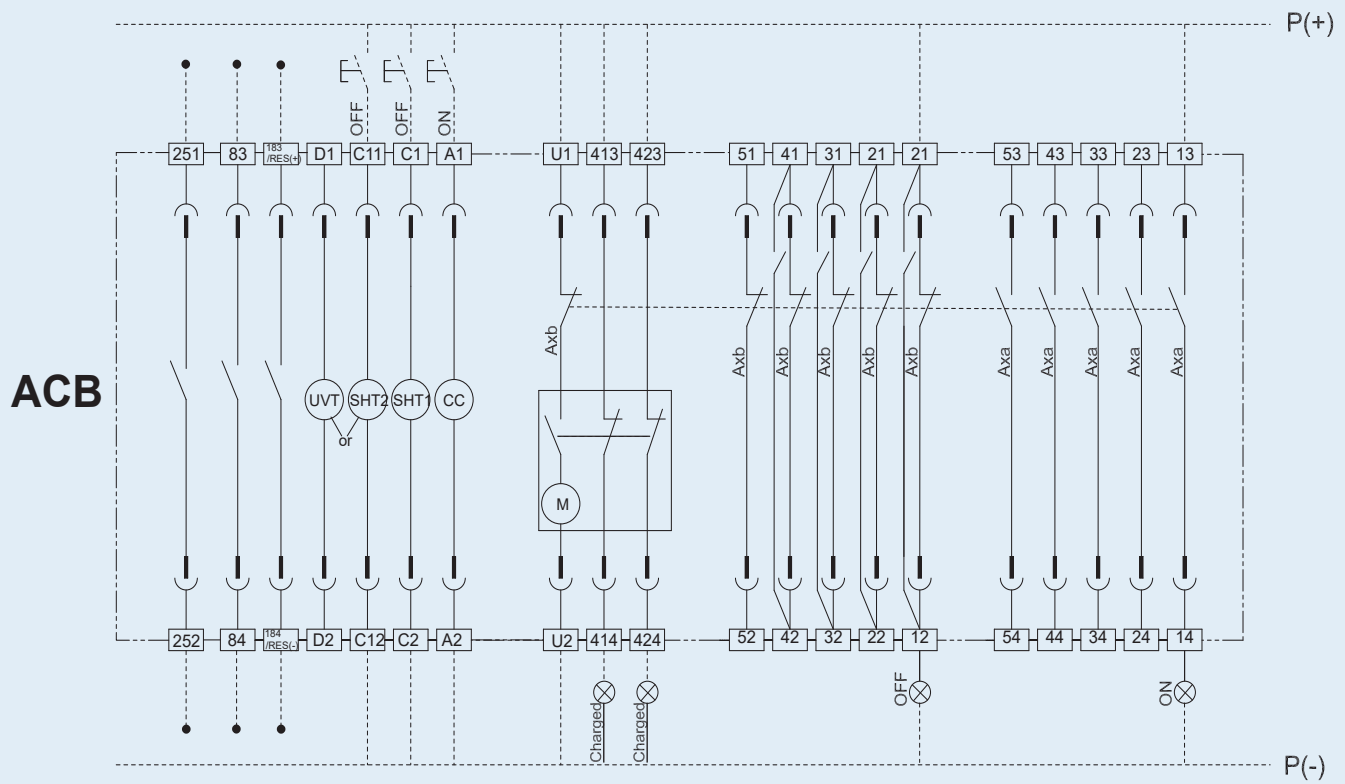 P(+)
OFF
OFF
ON
251
83
183
/RES(+)
D1
C11
C1
A1
U1
413
423
51
41
31
21
21
53
43
33
23
13
Axb
Axb
Axb
Axb
Axb
Axb
Axa
Axa
Axa
Axa
Axa
ACB
UVT
SHT2
SHT1
CC
or
M
252
84
184
/RES(-)
D2
C12
C2
A2
U2
414
424
52
42
32
22
12
54
44
34
24
14
Charged
Charged
OFF
ON
P(-)